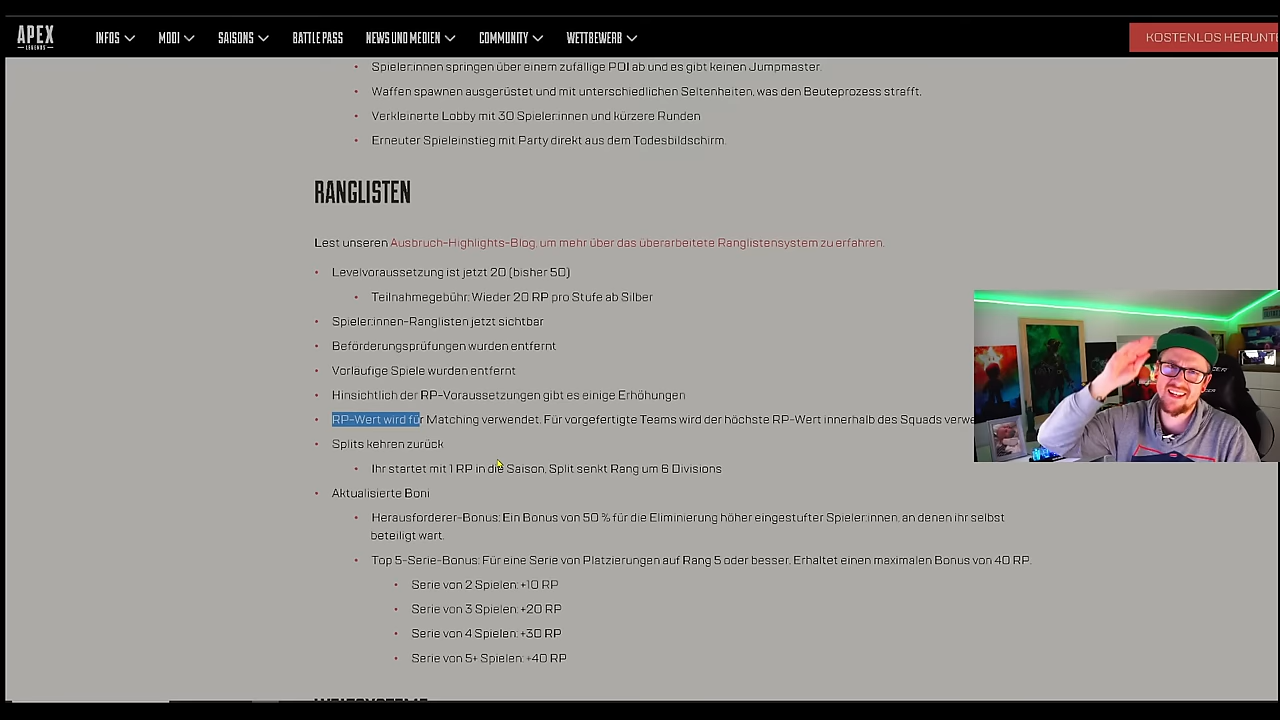 APEX
LEGENDS
INFOS
MODI
SAISONS
BATTLE PASS
NEWS UND MEDIEN
COMMUNITY
WETTBEWERB
KOSTENLOS HERUNT
Spieler:innen springen über einem zufällige POI ab und es gibt keinen Jumpmaster.
Waffen spawnen ausgerüstet und mit unterschiedlichen Seltenheiten, was den Beuteprozess strafft.
Verkleinerte Lobby mit 30 Spieler:innen und kürzere Runden
Erneuter Spieleinstieg mit Party direkt aus dem Todesbildschirm.
RANGLISTEN
Lest unseren Ausbruch-Highlights-Blog, um mehr über das überarbeitete Ranglistensystem zu erfahren.
Levelvoraussetzung ist jetzt 20 (bisher 50)
Teilnahmegebühr: Wieder 20 RP pro Stufe ab Silber
Spieler:innen-Ranglisten jetzt sichtbar
Beförderungsprüfungen wurden entfernt
Vorläufige Spiele wurden entfernt
Hinsichtlich der RP-Voraussetzungen gibt es einige Erhöhungen
RP-Wert wird für Matching verwendet. Für vorgefertigte Teams wird der höchste RP-Wert innerhalb des Squads verwe
Splits kehren zurück
Ihr startet mit 1 RP in die Saison. Split senkt Rang um 6 Divisions
Aktualisierte Boni
Herausforderer-Bonus: Ein Bonus von 50 % für die Eliminierung höher eingestufter Spieler:innen, an denen ihr selbst
beteiligt wart.
Top 5-Serie-Bonus: Für eine Serie von Platzierungen auf Rang 5 oder besser. Erhaltet einen maximalen Bonus von 40 RP.
Serie von 2 Spielen: +10 RP
Serie von 3 Spielen: +20 RP
Serie von 4 Spielen: +30 RP
Serie von 5+ Spielen: +40 RP